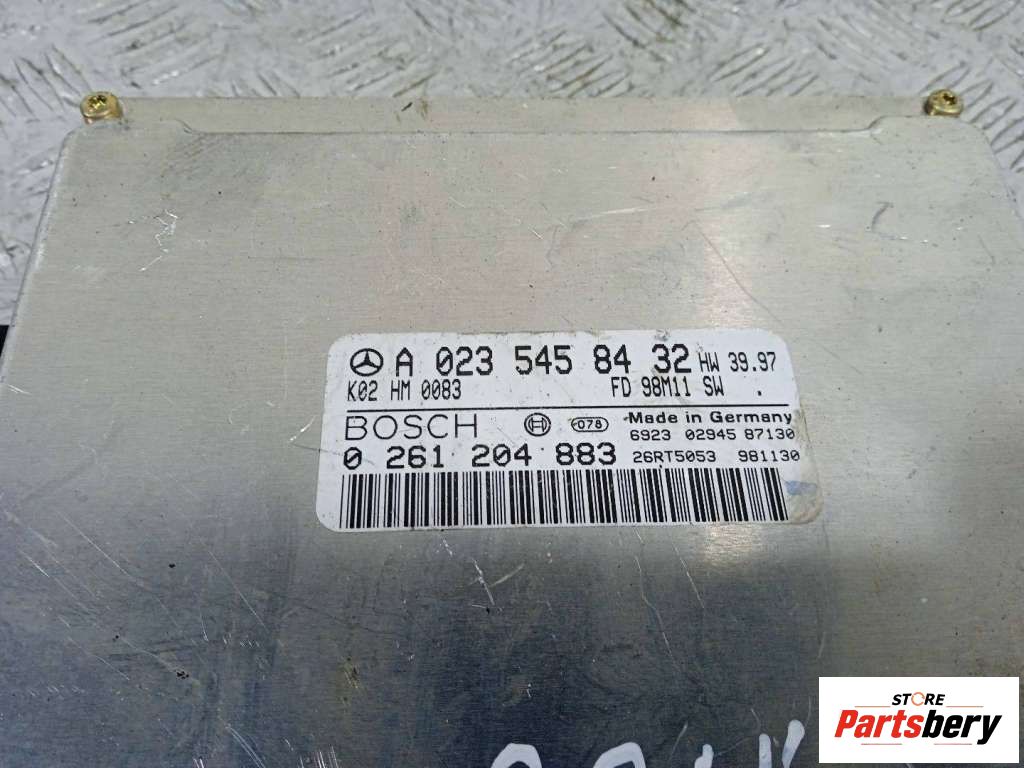 A 023 545 84 32 HW 39.97
K02 HM 0083 FD 98M11 SW .
BOSCH 078 Made in Germany
6923 02945 87130
0 261 204 883 26RT5053 981130
STORE
Partsbery